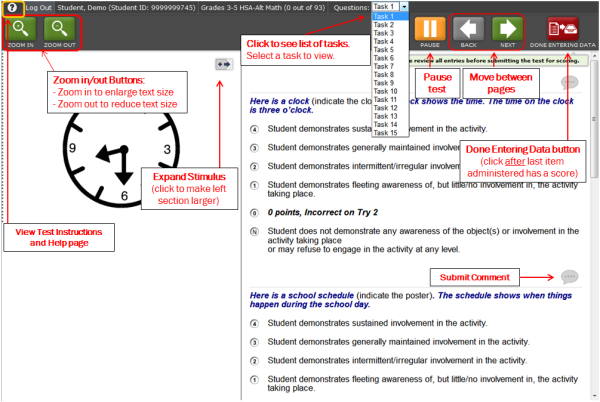 ? Log Out Student, Demo (Student ID: 9999999745) Grades 3-5 HSA-Alt Math (0 out of 93) Questions: Task 1
ZOOM IN ZOOM OUT
PAUSE BACK NEXT DONE ENTERING DATA
Task 1
Task 2
Task 3
Task 4
Task 5
Task 6
Task 7
Task 8
Task 9
Task 10
Task 11
Task 12
Task 13
Task 14
Task 15
Click to see list of tasks.
Select a task to view.
review all entries before submitting the test for scoring.
Zoom in/out Buttons:
- Zoom in to enlarge text size
- Zoom out to reduce text size
Pause
test
Move between
pages
Here is a clock (indicate the clo ck shows the time. The time on the clock
is three o'clock.
4 Student demonstrates susta involvement in the activity.
3 Student demonstrates generally maintained involvement
2 Student demonstrates intermittent/irregular involvement
1 Student demonstrates fleeting awareness of, but little/no involvement in, the activity
taking place.
0 0 points, Incorrect on Try 2
N Student does not demonstrate any awareness of the object(s) or involvement in the
activity taking place
or may refuse to engage in the activity at any level.
Done Entering Data button
(click after last item
administered has a score)
12
9
3
6
Expand Stimulus
(click to make left
section larger)
View Test Instructions
and Help page
Submit Comment
Here is a school schedule (indicate the poster). The schedule shows when things
happen during the school day.
4 Student demonstrates sustained involvement in the activity.
3 Student demonstrates generally maintained involvement in the activity.
2 Student demonstrates intermittent/irregular involvement in the activity.
1 Student demonstrates fleeting awareness of, but little/no involvement in, the activity
taking place.